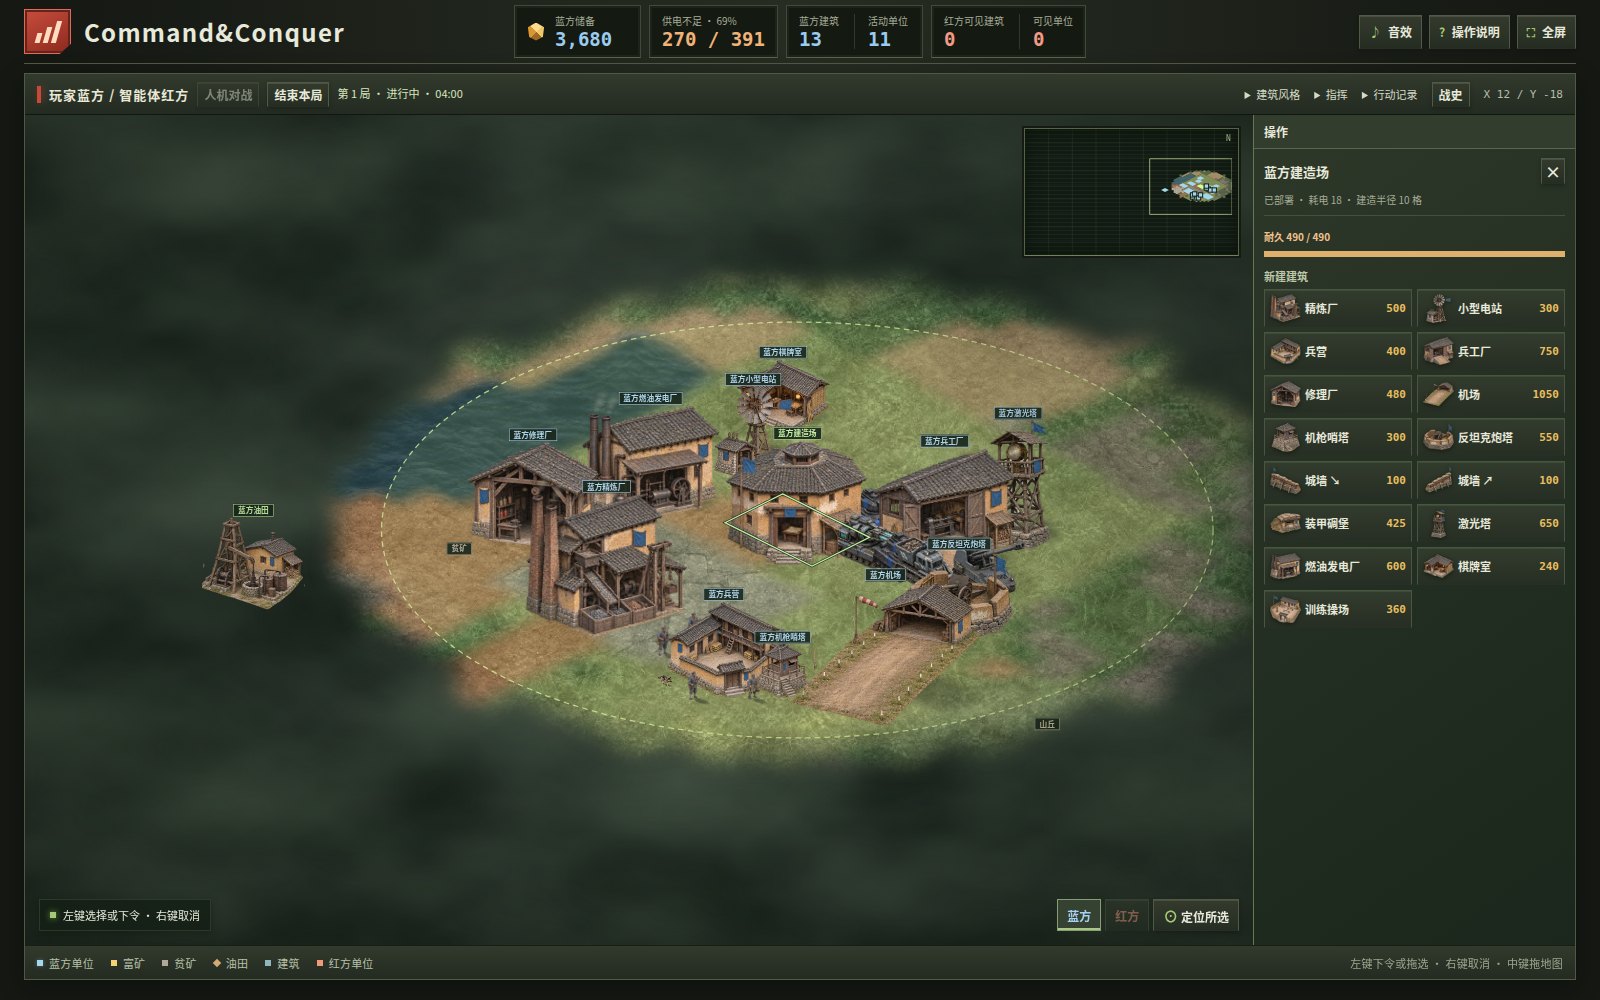 Command&Conquer
蓝方储备
3,680
供电不足 · 69%
270 / 391
蓝方建筑
13
活动单位
11
红方可见建筑
0
可见单位
0
♪ 音效
? 操作说明
全屏
玩家蓝方 / 智能体红方
人机对战
结束本局
第 1 局 · 进行中 · 04:00
▶ 建筑风格
▶ 指挥
▶ 行动记录
战史
X 12 / Y -18
N
蓝方棋牌室
蓝方小型电站
蓝方燃油发电厂
蓝方激光塔
蓝方修理厂
蓝方建造场
蓝方兵工厂
蓝方精炼厂
蓝方油田
贫矿
蓝方反坦克炮塔
蓝方机场
蓝方兵营
蓝方机枪哨塔
山丘
左键选择或下令 · 右键取消
蓝方
红方
定位所选
操作
蓝方建造场
已部署 · 耗电 18 · 建造半径 10 格
耐久 490 / 490
新建建筑
精炼厂 500
小型电站 300
兵营 400
兵工厂 750
修理厂 480
机场 1050
机枪哨塔 300
反坦克炮塔 550
城墙 ↘ 100
城墙 ↗ 100
装甲碉堡 425
激光塔 650
燃油发电厂 600
棋牌室 240
训练操场 360
蓝方单位
富矿
贫矿
油田
建筑
红方单位
左键下令或拖选 · 右键取消 · 中键拖地图